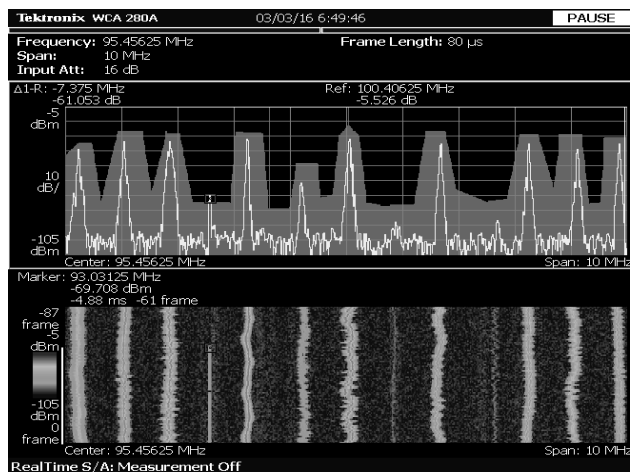 Tektronix WCA 280A 03/03/16 6:49:46 PAUSE
Frequency: 95.45625 MHz Frame Length: 80 µs
Span: 10 MHz
Input Att: 16 dB
Δ1-R: -7.375 MHz Ref: 100.40625 MHz
-61.053 dB -5.526 dB
-5
dBm
10
dB/
-105
dBm
Center: 95.45625 MHz Span: 10 MHz
Marker: 93.03125 MHz
-69.708 dBm
-4.88 ms -61 frame
-87
frame
-5
dBm
-105
dBm
0
frame
Center: 95.45625 MHz Span: 10 MHz
RealTime S/A: Measurement Off